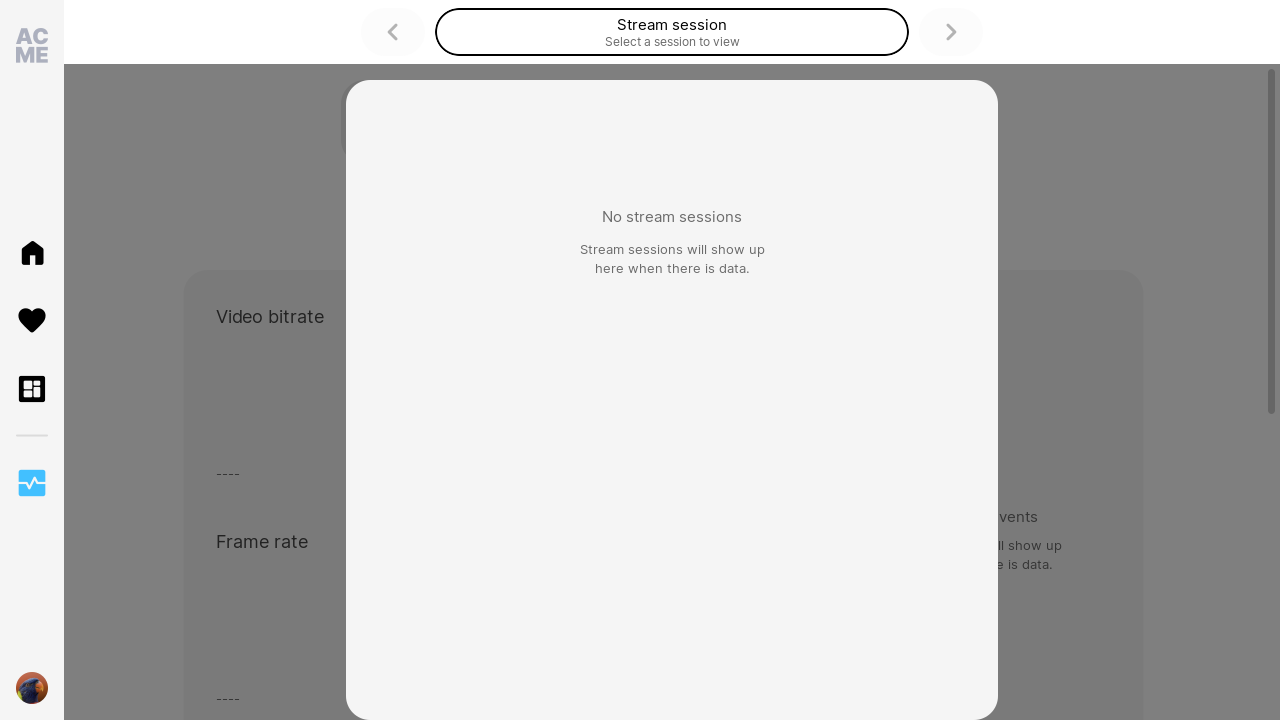 AC
ME
Stream session
Select a session to view
No stream sessions
Stream sessions will show up
here when there is data.
Video bitrate
----
Frame rate
----
vents
ll show up
e is data.